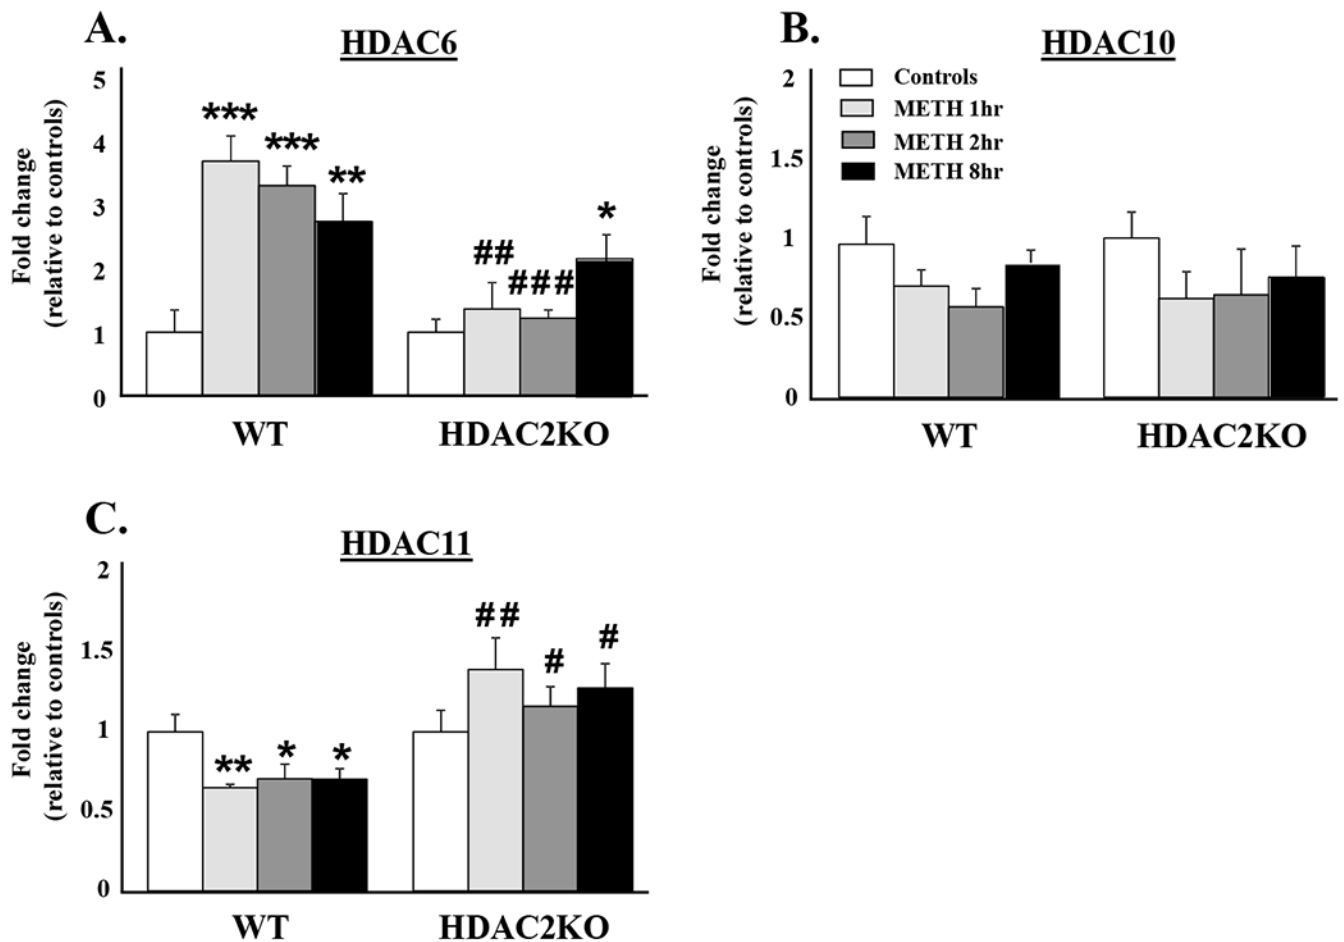 A.
HDAC6
Fold change
(relative to controls)
5
4
3
2
1
0
***
***
**
##
###
*
WT
HDAC2KO
B.
HDAC10
Fold change
(relative to controls)
2
1.5
1
0.5
0
Controls
METH 1hr
METH 2hr
METH 8hr
WT
HDAC2KO
C.
HDAC11
Fold change
(relative to controls)
2
1.5
1
0.5
0
**
*
*
##
#
#
WT
HDAC2KO